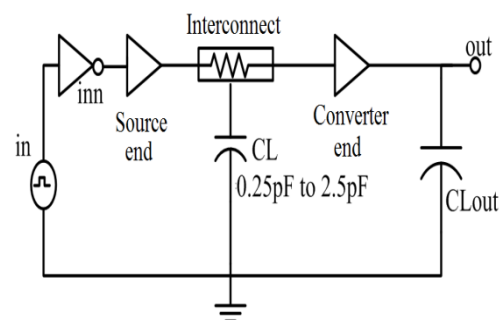 Interconnect
out
inn
Source
end
Converter
end
in
CL
0.25pF to 2.5pF
CLout